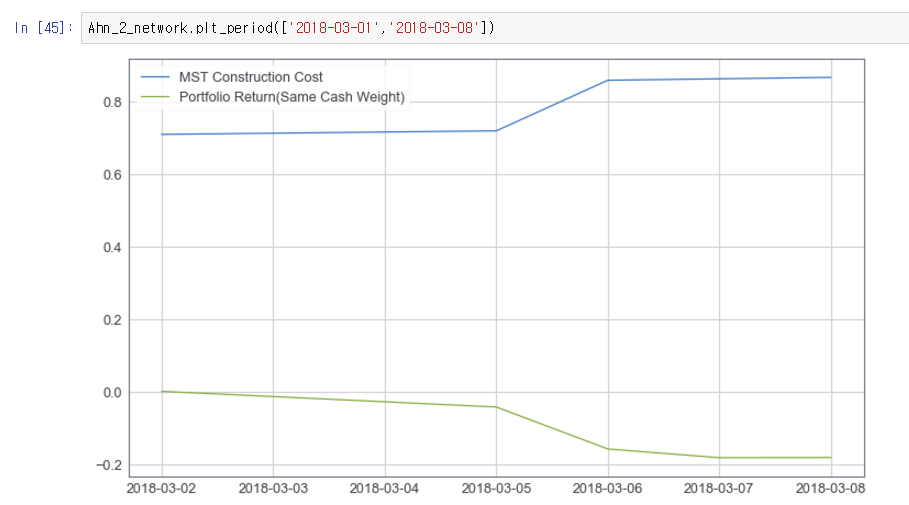 In [45]: Ahn_2_network.plt_period(['2018-03-01','2018-03-08'])
MST Construction Cost
Portfolio Return(Same Cash Weight)
0.8
0.6
0.4
0.2
0.0
−0.2
2018-03-02 2018-03-03 2018-03-04 2018-03-05 2018-03-06 2018-03-07 2018-03-08